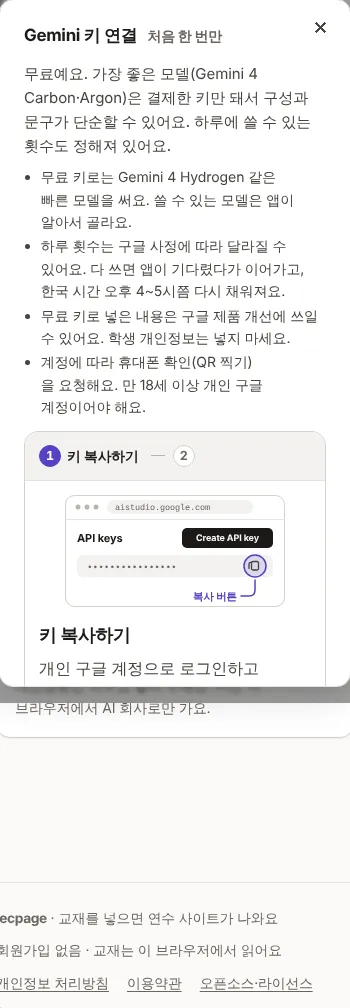 Gemini 키 연결 처음 한 번만
무료예요. 가장 좋은 모델(Gemini 4
Carbon·Argon)은 결제한 키만 돼서 구성과
문구가 단순할 수 있어요. 하루에 쓸 수 있는
횟수도 정해져 있어요.
• 무료 키로는 Gemini 4 Hydrogen 같은
빠른 모델을 써요. 쓸 수 있는 모델은 앱이
알아서 골라요.
• 하루 횟수는 구글 사정에 따라 달라질 수
있어요. 다 쓰면 앱이 기다렸다가 이어가고,
한국 시간 오후 4~5시쯤 다시 채워져요.
• 무료 키로 넣은 내용은 구글 제품 개선에 쓰일
수 있어요. 학생 개인정보는 넣지 마세요.
• 계정에 따라 휴대폰 확인(QR 찍기)
을 요청해요. 만 18세 이상 개인 구글
계정이어야 해요.
1 키 복사하기 — 2
aistudio.google.com
API keys Create API key
복사 버튼
키 복사하기
개인 구글 계정으로 로그인하고
브라우저에서 AI 회사로만 가요.
ecpage · 교재를 넣으면 연수 사이트가 나와요
회원가입 없음 · 교재는 이 브라우저에서 읽어요
개인정보 처리방침 이용약관 오픈소스·라이선스